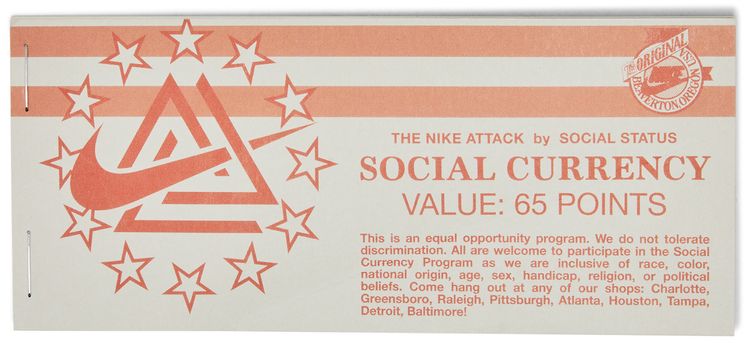 The ORIGINAL
USA
BEAVERTON, OREGON
THE NIKE ATTACK by SOCIAL STATUS
SOCIAL CURRENCY
VALUE: 65 POINTS
This is an equal opportunity program. We do not tolerate
discrimination. All are welcome to participate in the Social
Currency Program as we are inclusive of race, color,
national origin, age, sex, handicap, religion, or political
beliefs. Come hang out at any of our shops: Charlotte,
Greensboro, Raleigh, Pittsburgh, Atlanta, Houston, Tampa,
Detroit, Baltimore!